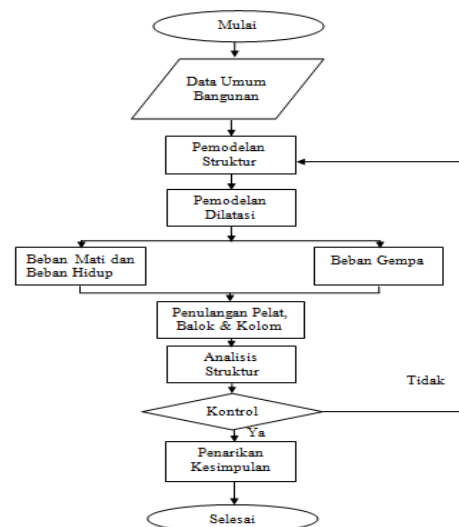 Mulai
Data Umum
Bangunan
Pemodelan
Struktur
Pemodelan
Dilatasi
Beban Mati dan
Beban Hidup
Beban Gempa
Penulangan Pelat,
Balok & Kolom
Analisis
Struktur
Tidak
Kontrol
Ya
Penarikan
Kesimpulan
Selesai